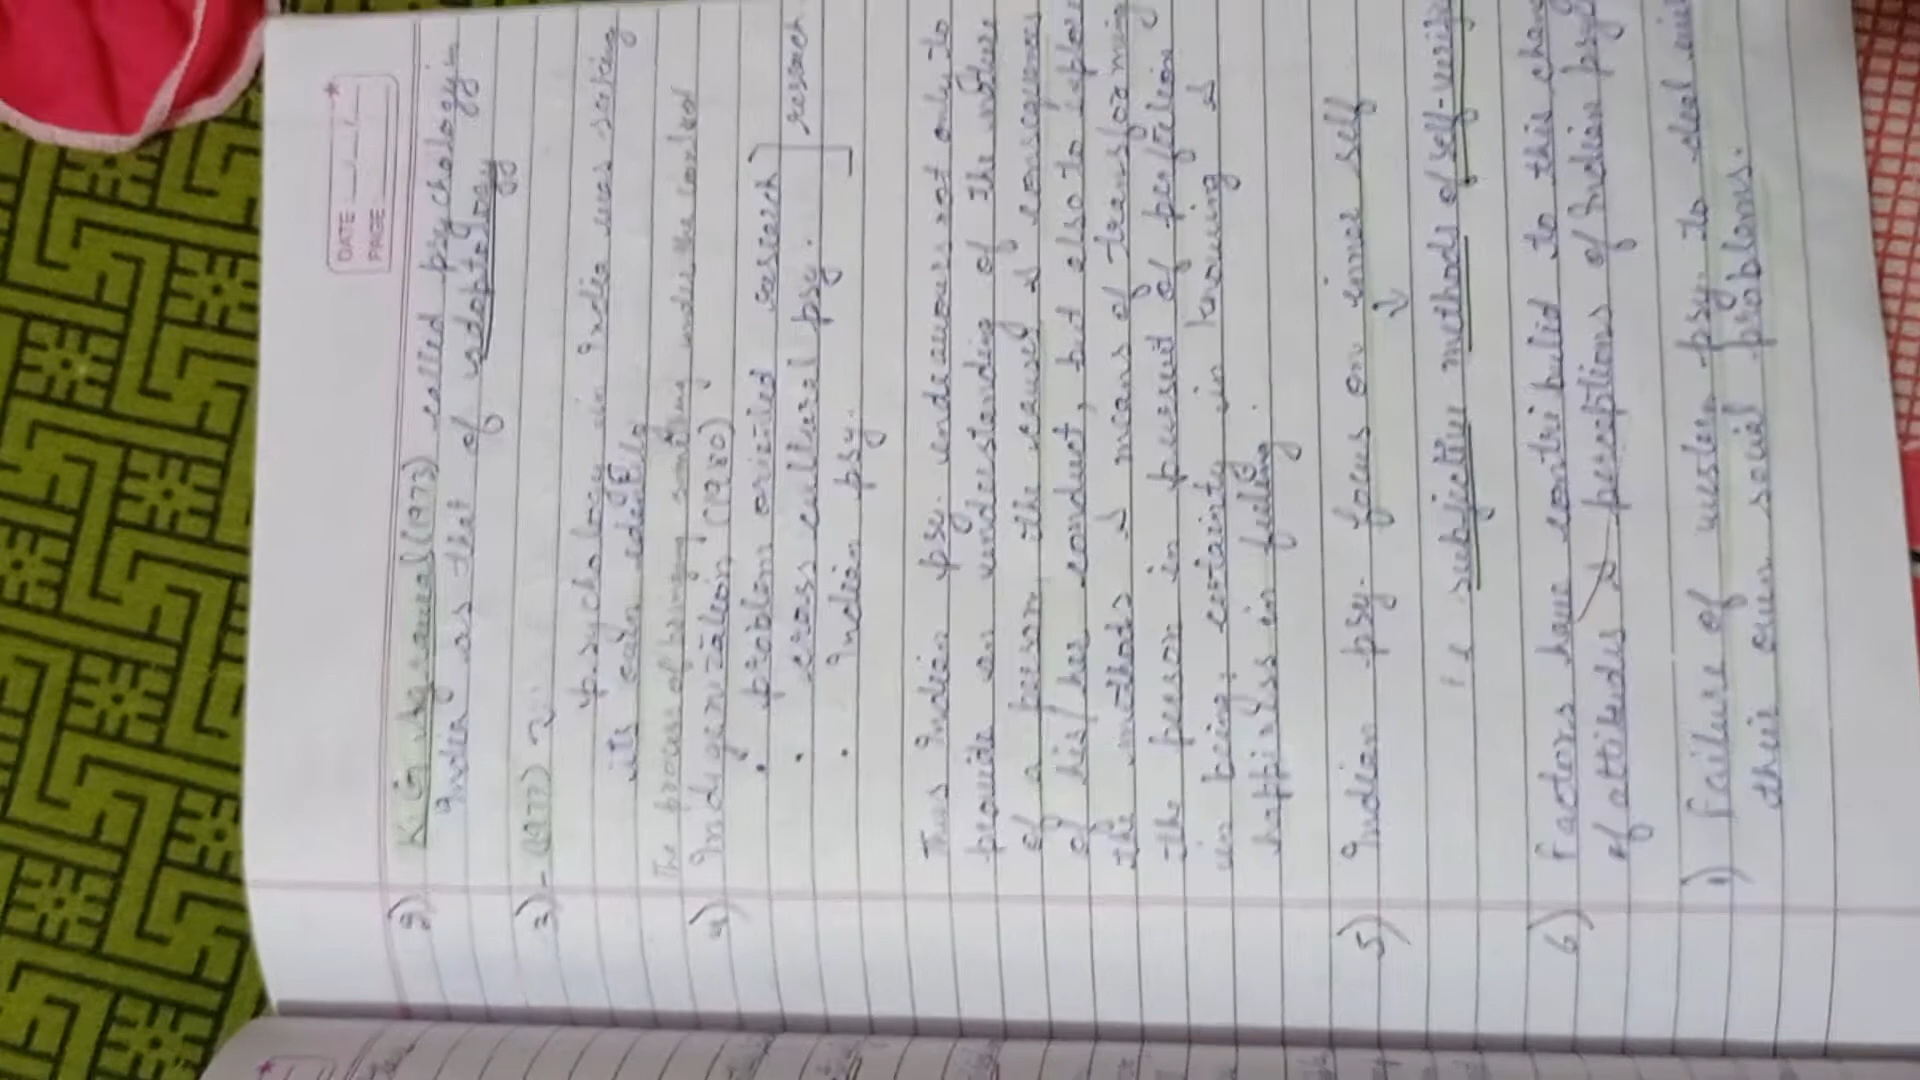 DATE
PAGE
2) K.G. Agrawal (1973) called psychology in
India as that of adoptology
3) - (1977) →
psychology in India was seeking
its own identity
The process of bringing something under the control
4) Indigenization (1980)
• problem oriented research
• cross cultural psy. ] research
• Indian psy.
Thus Indian psy. endeavours not only to
provide an understanding of the nature
of a person, the causes & consequences
of his/her conduct, but also to explore
the methods & means of transforming
the person in pursuit of perfection
in being, certainty in knowing &
happiness in feeling.
5) Indian psy. focus on inner self
i.e. subjective methods of self-
6) Factors have contributed to this
of attitudes & perceptions of Indian
1) Failure of western psy. to deal
their own social problems.